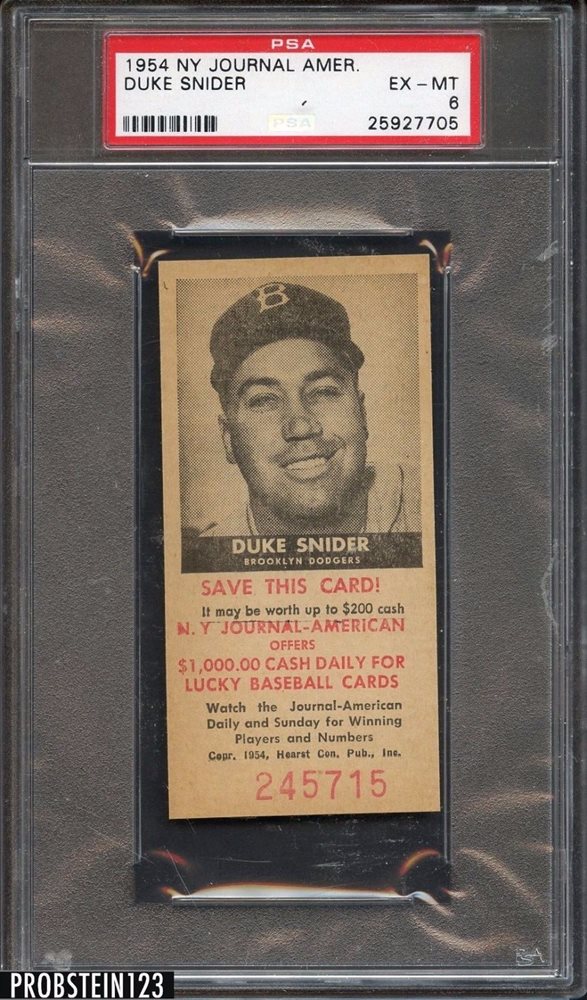 PSA
1954 NY JOURNAL AMER.
DUKE SNIDER EX - MT
6
PSA 25927705
B
DUKE SNIDER
BROOKLYN DODGERS
SAVE THIS CARD!
It may be worth up to $200 cash
N.Y JOURNAL-AMERICAN
OFFERS
$1,000.00 CASH DAILY FOR
LUCKY BASEBALL CARDS
Watch the Journal-American
Daily and Sunday for Winning
Players and Numbers
Copr. 1954, Hearst Con. Pub., Inc.
245715
PSA
PROBSTEIN123